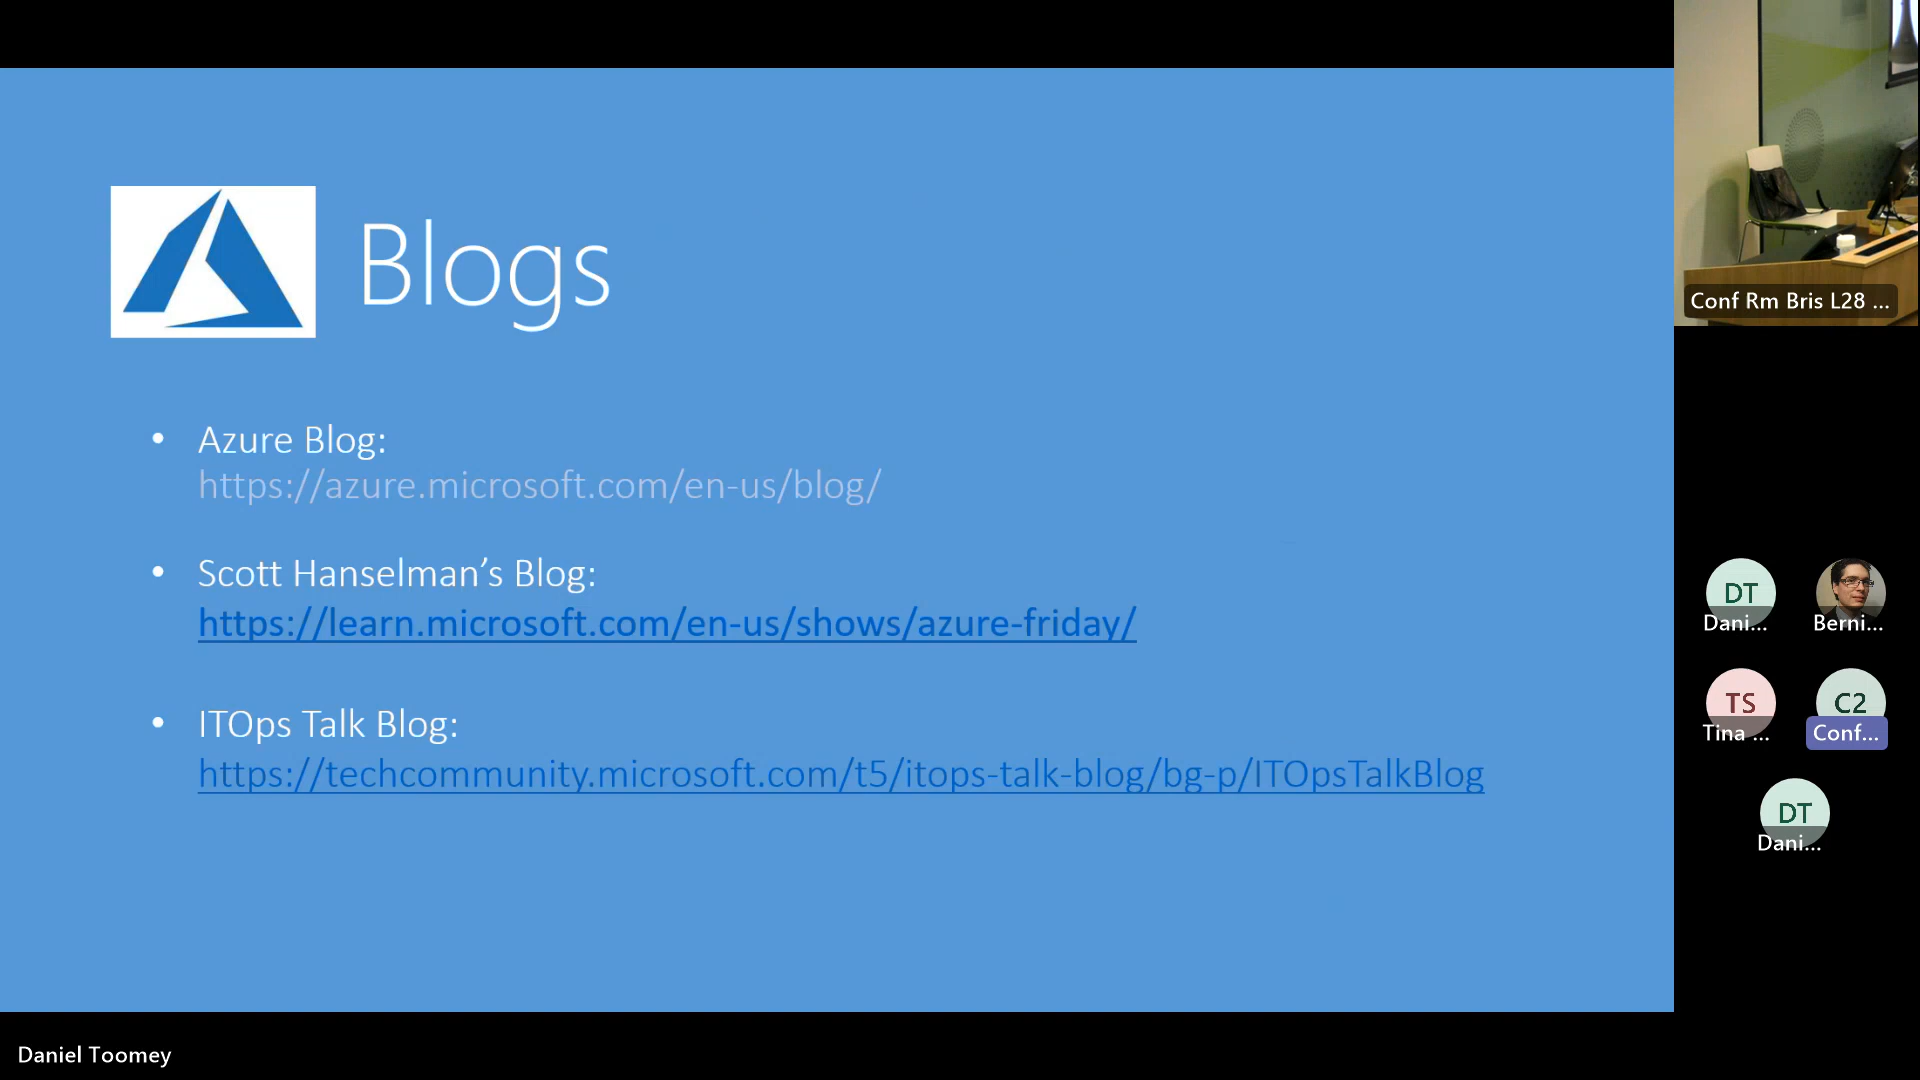 Blogs
• Azure Blog:
https://azure.microsoft.com/en-us/blog/
• Scott Hanselman’s Blog:
https://learn.microsoft.com/en-us/shows/azure-friday/
• ITOps Talk Blog:
https://techcommunity.microsoft.com/t5/itops-talk-blog/bg-p/ITOpsTalkBlog
Conf Rm Bris L28 ...
DT
Dani...
Berni...
TS
Tina ...
C2
Conf...
DT
Dani...
Daniel Toomey